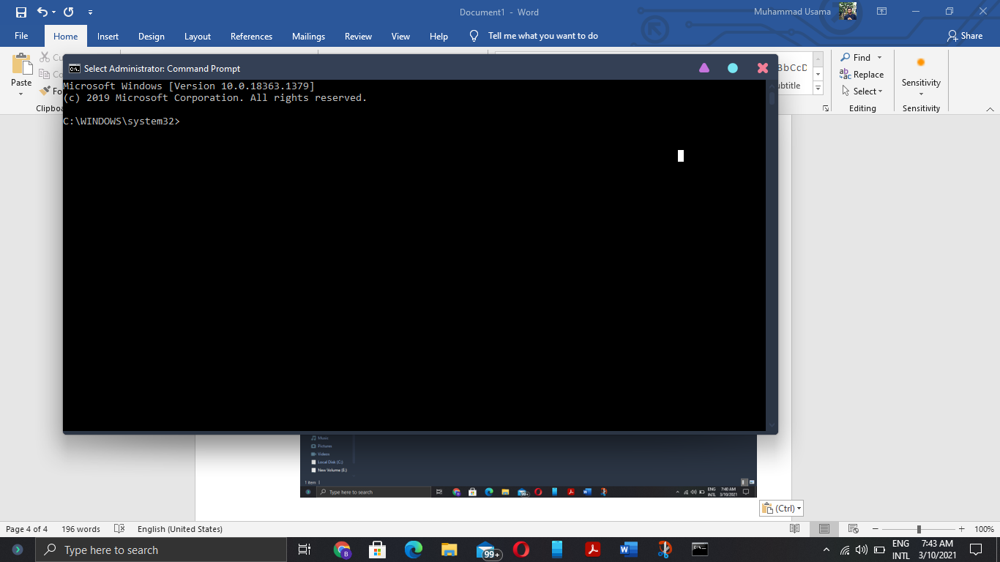 Document1 - Word
Muhammad Usama
File Home Insert Design Layout References Mailings Review View Help Tell me what you want to do Share
Paste
Clipbo
Cu
Co
Fo
Select Administrator: Command Prompt
Microsoft Windows [Version 10.0.18363.1379]
(c) 2019 Microsoft Corporation. All rights reserved.
C:\WINDOWS\system32>
BbCcD
ubtitle
Find
Replace
Select
Editing
Sensitivity
Sensitivity
Music
Pictures
Videos
Local Disk (C:)
New Volume (E:)
1 item
Type here to search
99+
ENG
INTL
7:40 AM
3/10/2021
(Ctrl)
Page 4 of 4 196 words English (United States) 100%
Type here to search
B
99+
ENG
INTL
7:43 AM
3/10/2021